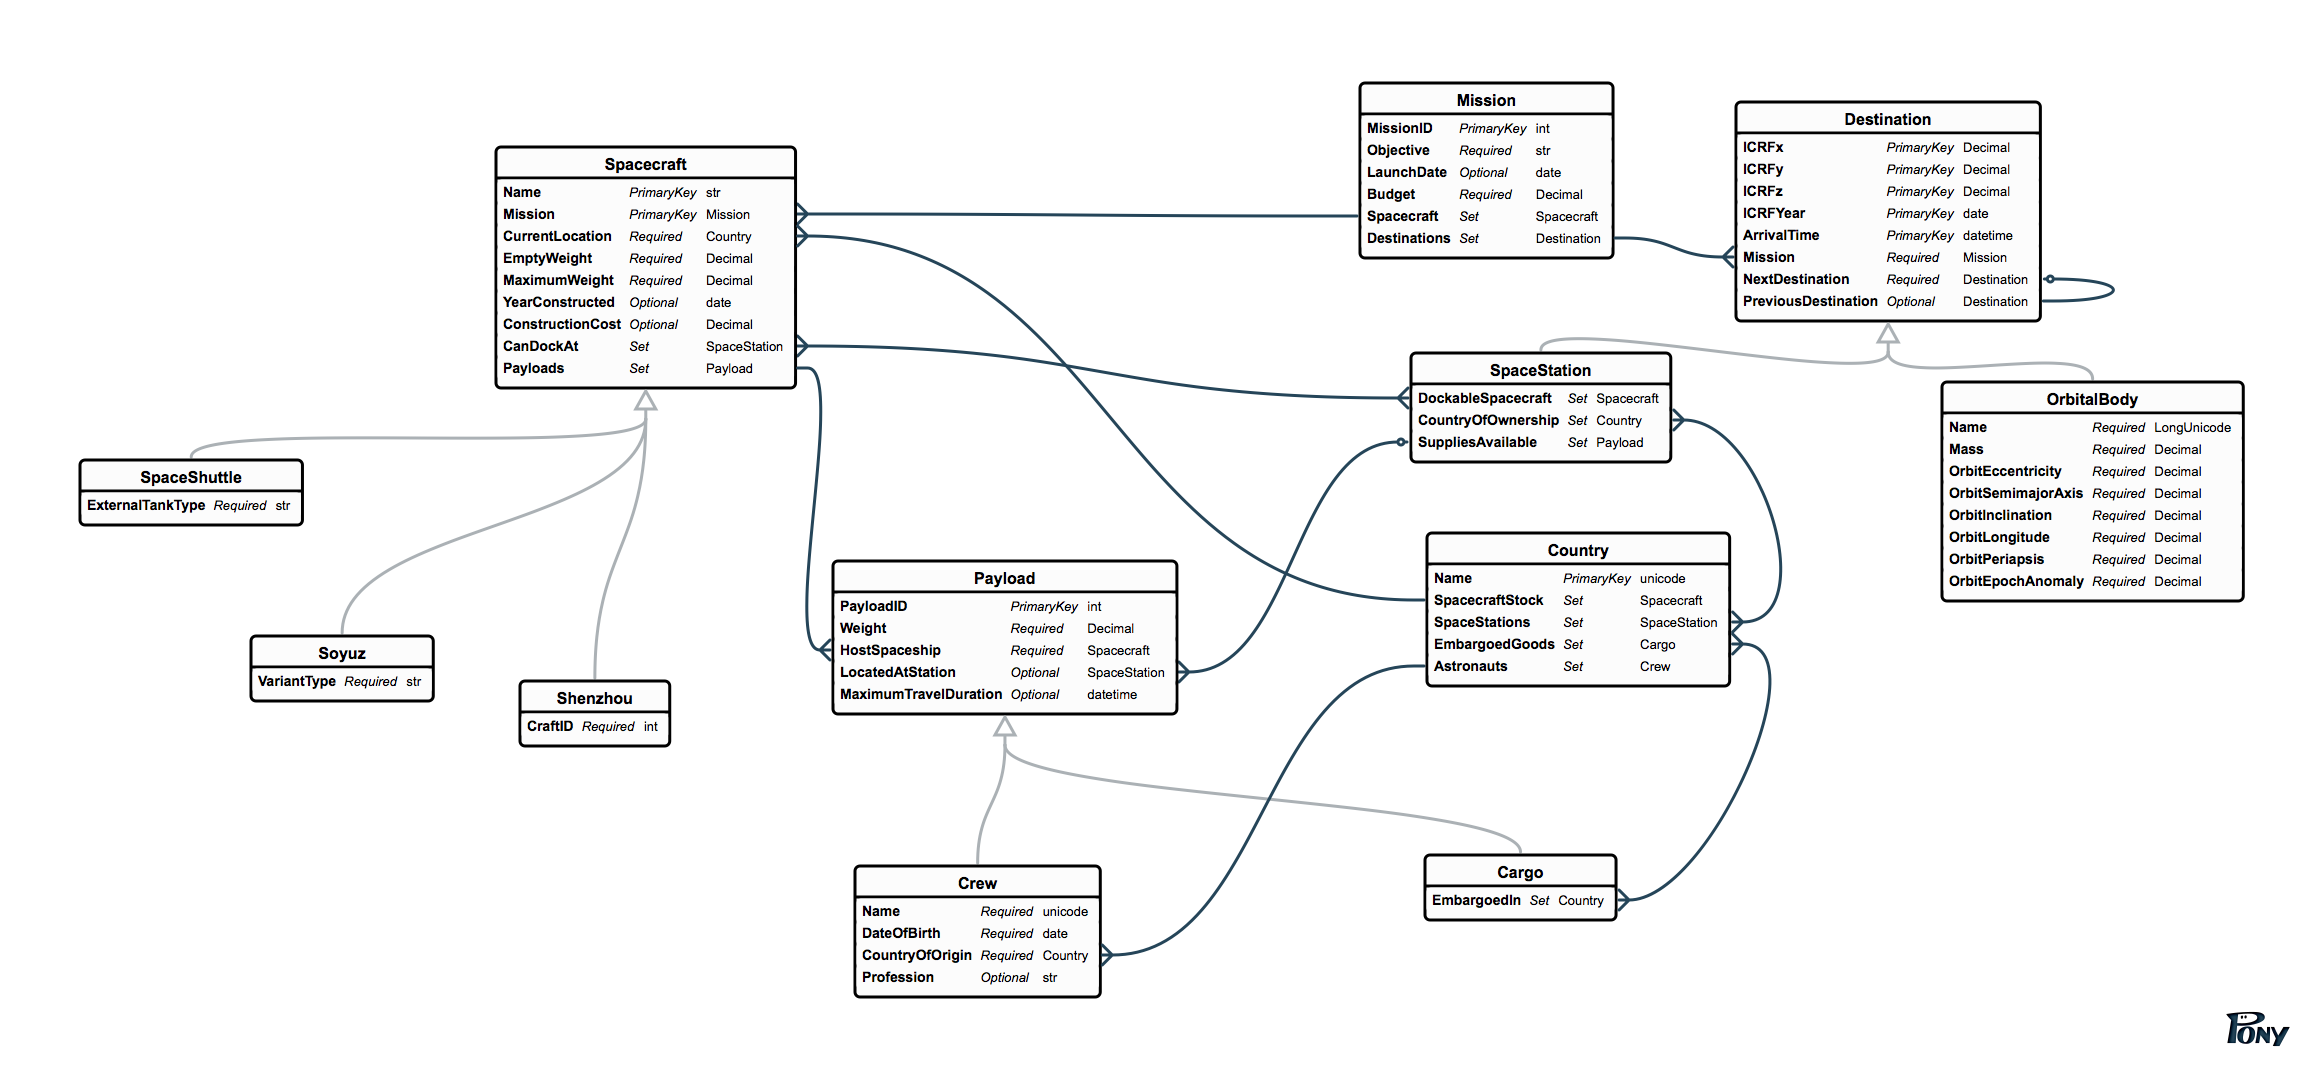 Mission
MissionID PrimaryKey int
Objective Required str
LaunchDate Optional date
Budget Required Decimal
Spacecraft Set Spacecraft
Destinations Set Destination
Destination
ICRFx PrimaryKey Decimal
ICRFy PrimaryKey Decimal
ICRFz PrimaryKey Decimal
ICRFYear PrimaryKey date
ArrivalTime PrimaryKey datetime
Mission Required Mission
NextDestination Required Destination
PreviousDestination Optional Destination
Spacecraft
Name PrimaryKey str
Mission PrimaryKey Mission
CurrentLocation Required Country
EmptyWeight Required Decimal
MaximumWeight Required Decimal
YearConstructed Optional date
ConstructionCost Optional Decimal
CanDockAt Set SpaceStation
Payloads Set Payload
SpaceStation
DockableSpacecraft Set Spacecraft
CountryOfOwnership Set Country
SuppliesAvailable Set Payload
OrbitalBody
Name Required LongUnicode
Mass Required Decimal
OrbitEccentricity Required Decimal
OrbitSemimajorAxis Required Decimal
OrbitInclination Required Decimal
OrbitLongitude Required Decimal
OrbitPeriapsis Required Decimal
OrbitEpochAnomaly Required Decimal
SpaceShuttle
ExternalTankType Required str
Country
Name PrimaryKey unicode
SpacecraftStock Set Spacecraft
SpaceStations Set SpaceStation
EmbargoedGoods Set Cargo
Astronauts Set Crew
Payload
PayloadID PrimaryKey int
Weight Required Decimal
HostSpaceship Required Spacecraft
LocatedAtStation Optional SpaceStation
MaximumTravelDuration Optional datetime
Soyuz
VariantType Required str
Shenzhou
CraftID Required int
Crew
Name Required unicode
DateOfBirth Required date
CountryOfOrigin Required Country
Profession Optional str
Cargo
EmbargoedIn Set Country
PONY